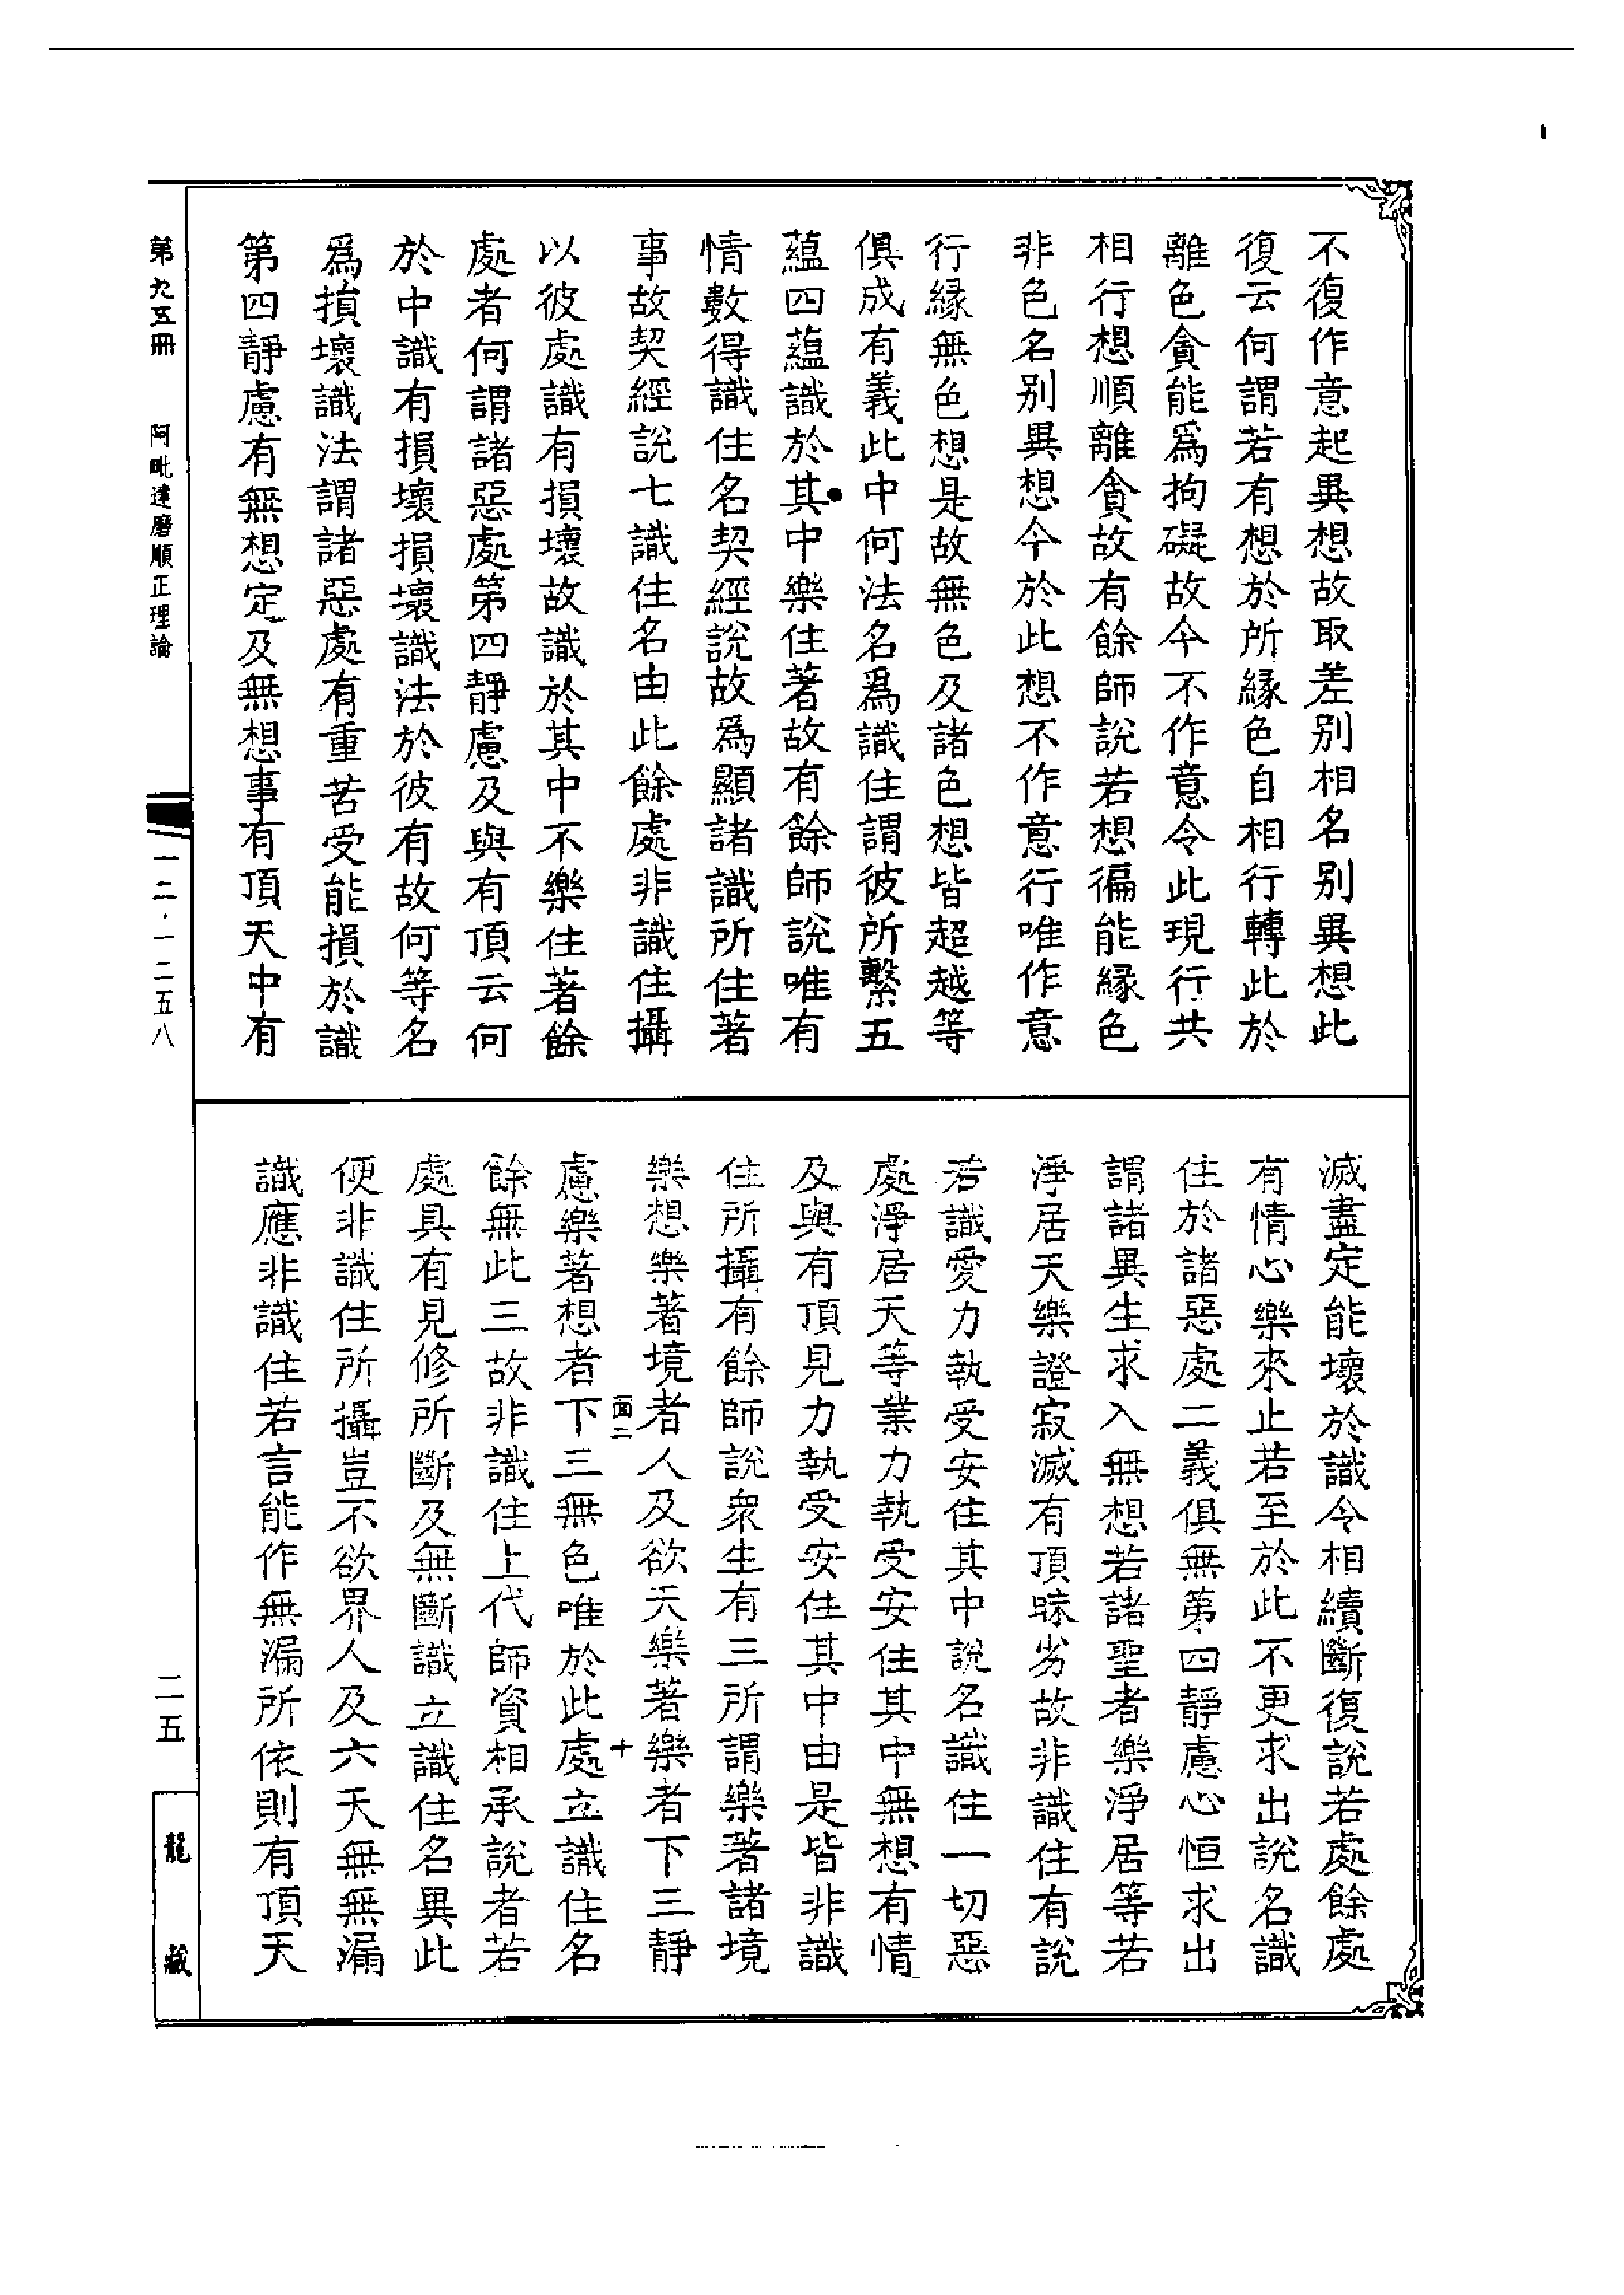 不復作意起異想故取差別相名別異想此
復云何謂若有想於所緣色自相行轉此於
離色貪能爲拘礙故今不作意令此現行共
相行想順離貪故有餘師說若想徧能緣色
非色名別異想今於此想不作意行唯作意
行緣無色想是故無色及諸色想皆超越等
俱成有義此中何法名爲識住謂彼所繫五
蘊四蘊識於其中樂住著故有餘師說唯有
情數得識住名契經說故爲顯諸識所住著
事故契經說七識住名由此餘處非識住攝
以彼處識有損壞故識於其中不樂住著餘
處者何謂諸惡處第四靜慮及與有頂云何
於中識有損壞損壞識法於彼有故何等名
爲損壞識法謂諸惡處有重苦受能損於識
第四靜慮有無想定及無想事有頂天中有
滅盡定能壞於識令相續斷復說若處餘處
有情心樂來止若至於此不更求出說名識
住於諸惡處二義俱無第四靜慮心恒求出
謂諸異生求入無想若諸聖者樂淨居等若
淨居天樂證寂滅有頂昧劣故非識住有說
若識愛力執受安住其中說名識住一切惡
處淨居天等業力執受安住其中無想有情
及與有頂見力執受安住其中由是皆非識
住所攝有餘師說衆生有三所謂樂著諸境
樂想樂著境者人及欲天樂著樂者下三靜
面二 十
慮樂著想者下三無色唯於此處立識住名
餘無此三故非識住上代師資相承說者若
處具有見修所斷及無斷識立識住名異此
便非識住所攝豈不欲界人及六天無無漏
識應非識住若言能作無漏所依則有頂天
第九五冊 阿毗達磨順正理論
一二·一二五八
二五
龍藏